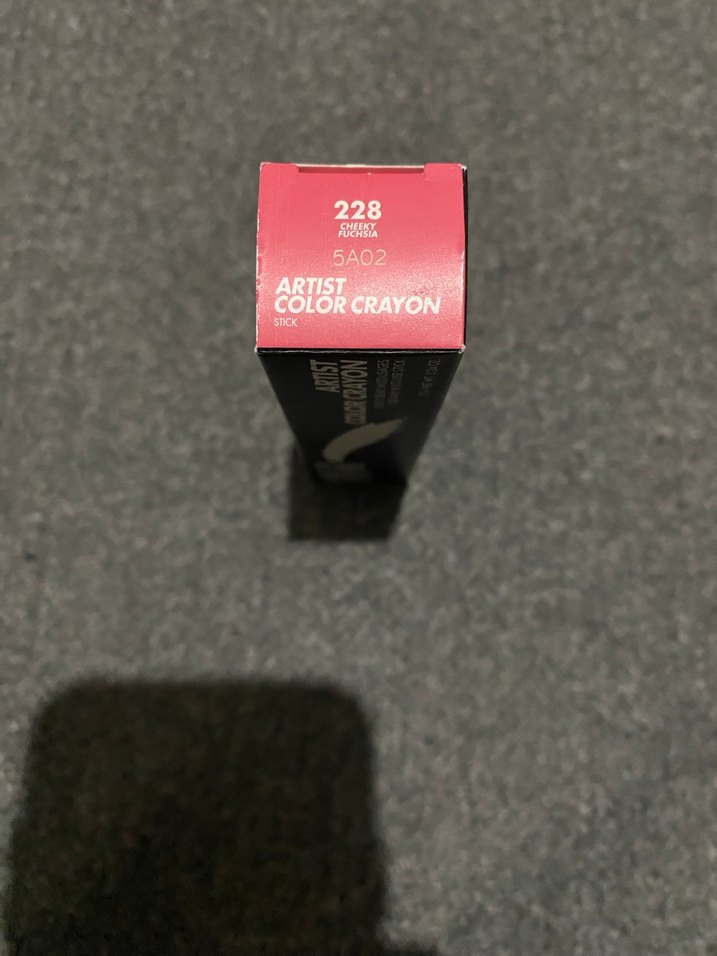 228
CHEEKY
FUCHSIA
5A02
ARTIST
COLOR CRAYON
STICK
ARTIST
COLOR CRAYON